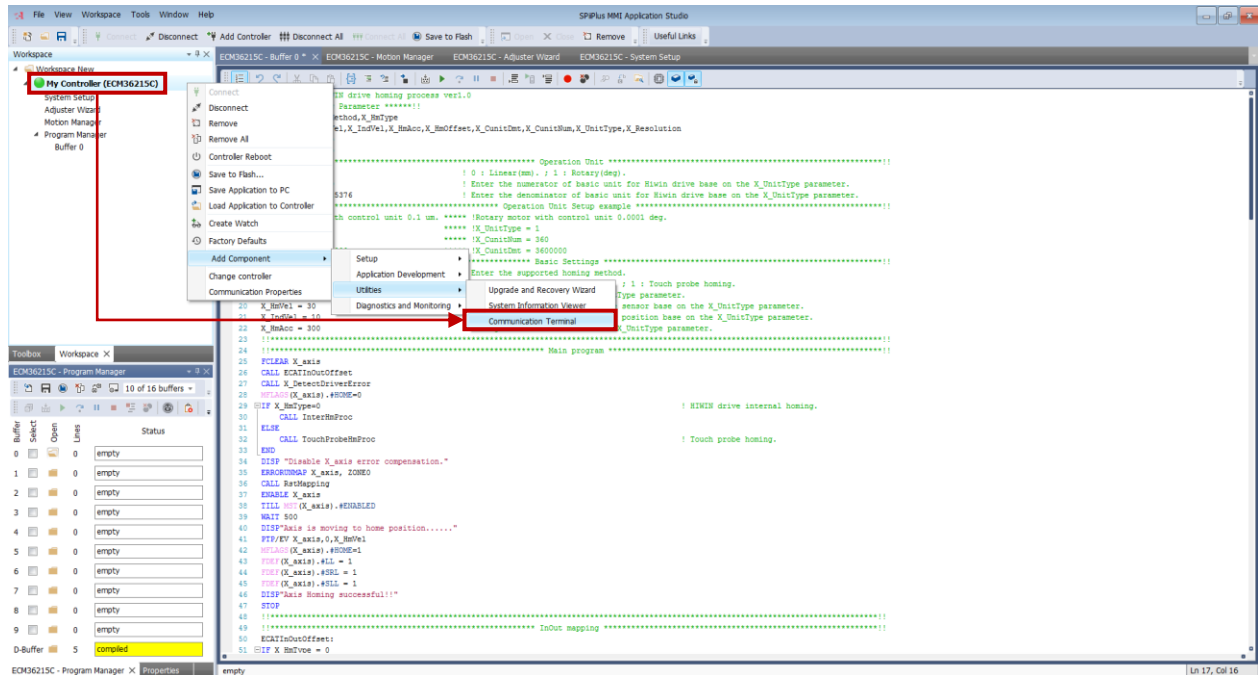 File View Workspace Tools Window Help
SPiPlus MMI Application Studio
Connect Disconnect Add Controller Disconnect All Connect All Save to Flash Open Close Remove Useful Links
Workspace
ECM36215C - Buffer 0 * ECM36215C - Motion Manager ECM36215C - Adjuster Wizard ECM36215C - System Setup
Workspace New
My Controller (ECM36215C)
System Setup
Adjuster Wizard
Motion Manager
Program Manager
Buffer 0
Connect
Disconnect
Remove
Remove All
Controller Reboot
Save to Flash...
Save Application to PC
Load Application to Controller
Create Watch
Factory Defaults
Add Component
Change controller
Communication Properties
Setup
Application Development
Utilities
Diagnostics and Monitoring
Upgrade and Recovery Wizard
System Information Viewer
Communication Terminal
IN drive homing process ver1.0
Parameter ******!!
ethod,X_HmType
el,X_IndVel,X_HmAcc,X_HmOffset,X_CunitDmt,X_CunitNum,X_UnitType,X_Resolution
Operation Unit
! 0 : Linear(mm). ; 1 : Rotary(deg).
! Enter the numerator of basic unit for Hiwin drive base on the X_UnitType parameter.
5376 ! Enter the denominator of basic unit for Hiwin drive base on the X_UnitType parameter.
Operation Unit Setup example
th control unit 0.1 um. ***** !Rotary motor with control unit 0.0001 deg.
***** !X_UnitType = 1
***** !X_CunitNum = 360
!X_CunitDmt = 3600000
Basic Settings
Enter the supported homing method.
; 1 : Touch probe homing.
Type parameter.
20 X_HmVel = 30 sensor base on the X_UnitType parameter.
21 X_IndVel = 10 position base on the X_UnitType parameter.
22 X_HmAcc = 300 X_UnitType parameter.
23
24 Main program
25 FCLEAR X_axis
26 CALL ECATInOutOffset
27 CALL X_DetectDriverError
28 MFLAGS(X_axis).#HOME=0
29 IF X_HmType=0 ! HIWIN drive internal homing.
30 CALL InterHmProc
31 ELSE
32 CALL TouchProbeHmProc ! Touch probe homing.
33 END
34 DISP "Disable X_axis error compensation."
35 ERRORUNMAP X_axis, ZONE0
36 CALL RstMapping
37 ENABLE X_axis
38 TILL MST(X_axis).#ENABLED
39 WAIT 500
40 DISP"Axis is moving to home position......"
41 PTP/EV X_axis,0,X_HmVel
42 MFLAGS(X_axis).#HOME=1
43 FDEF(X_axis).#LL = 1
44 FDEF(X_axis).#SRL = 1
45 FDEF(X_axis).#SLL = 1
46 DISP"Axis Homing successful!!"
47 STOP
48
49 InOut mapping
50 ECATInOutOffset:
51 IF X_HmType = 0
Toolbox Workspace
ECM36215C - Program Manager
10 of 16 buffers
Buffer Select Open Lines Status
0 0 empty
1 0 empty
2 0 empty
3 0 empty
4 0 empty
5 0 empty
6 0 empty
7 0 empty
8 0 empty
9 0 empty
D-Buffer 5 compiled
ECM36215C - Program Manager Properties
empty
Ln 17, Col 16